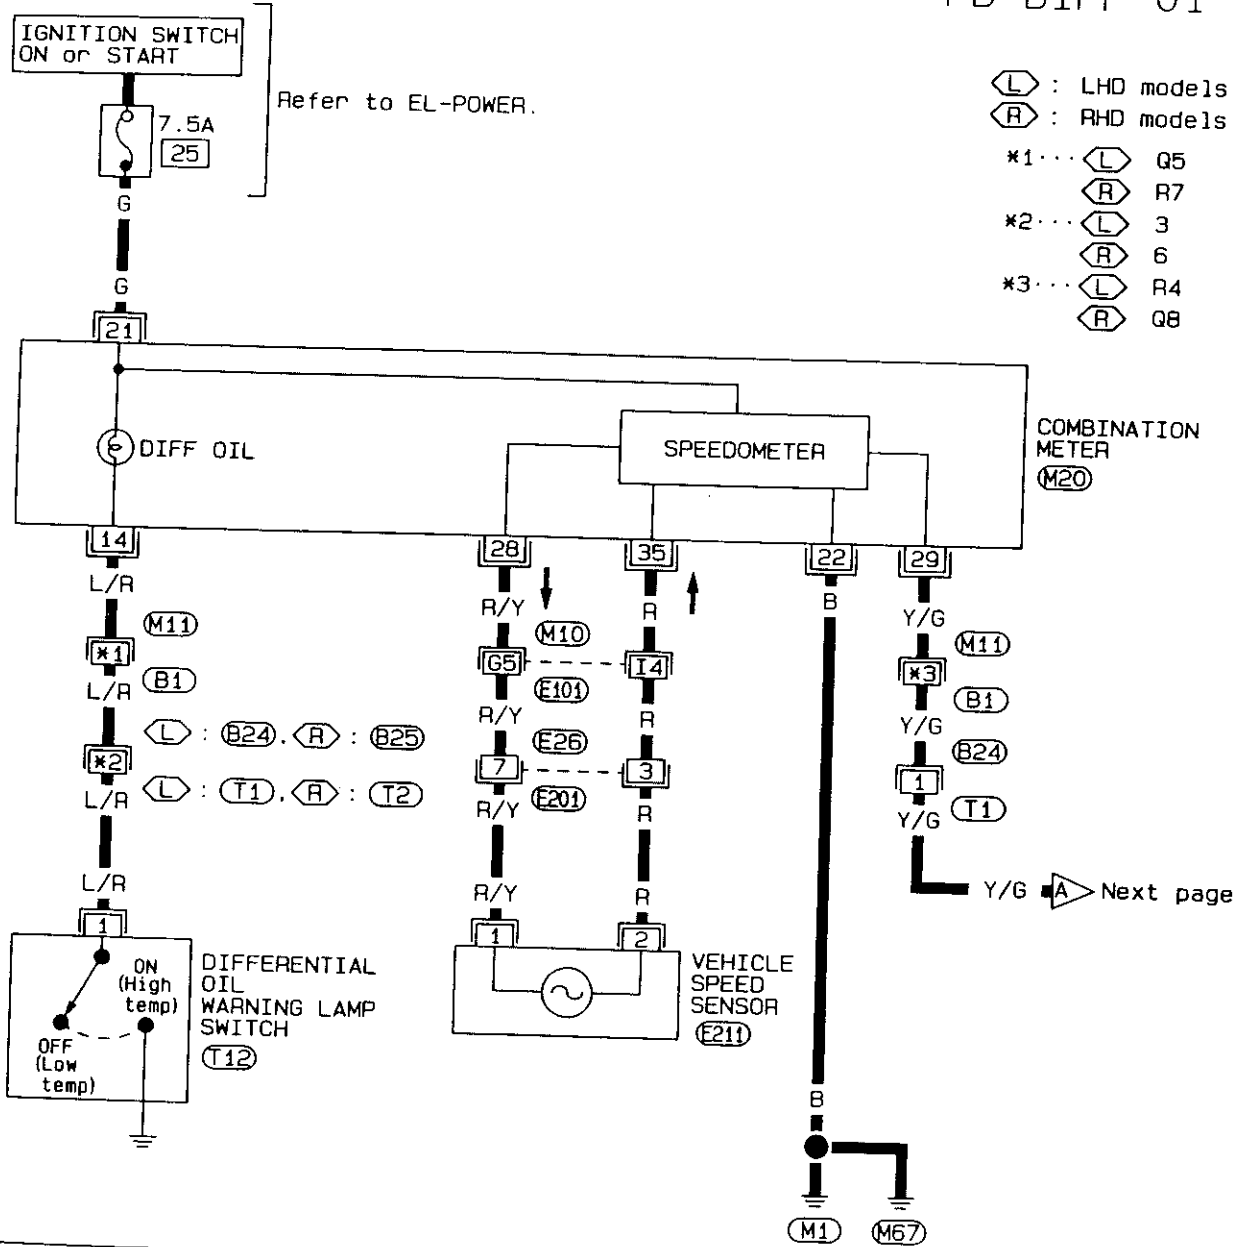 IGNITION SWITCH
ON or START
7.5A
25
Refer to EL-POWER.
L : LHD models
R : RHD models
*1··· L Q5
R R7
*2··· L 3
R 6
*3··· L R4
R Q8
G
G
21
DIFF OIL
SPEEDOMETER
COMBINATION
METER
M20
14
28
35
22
29
L/R
R/Y
R
B
Y/G
M11
M10
M11
*1
G5
I4
*3
B1
E101
B1
L/R
R/Y
R
Y/G
L : B24. R : B25
E26
B24
*2
7
3
1
L : T1. R : T2
E201
T1
L/R
R/Y
R
Y/G
L/R
R/Y
R
Y/G
A
Next page
1
1
2
ON
(High
temp)
OFF
(Low
temp)
DIFFERENTIAL
OIL
WARNING LAMP
SWITCH
T12
VEHICLE
SPEED
SENSOR
E211
B
M1
M67